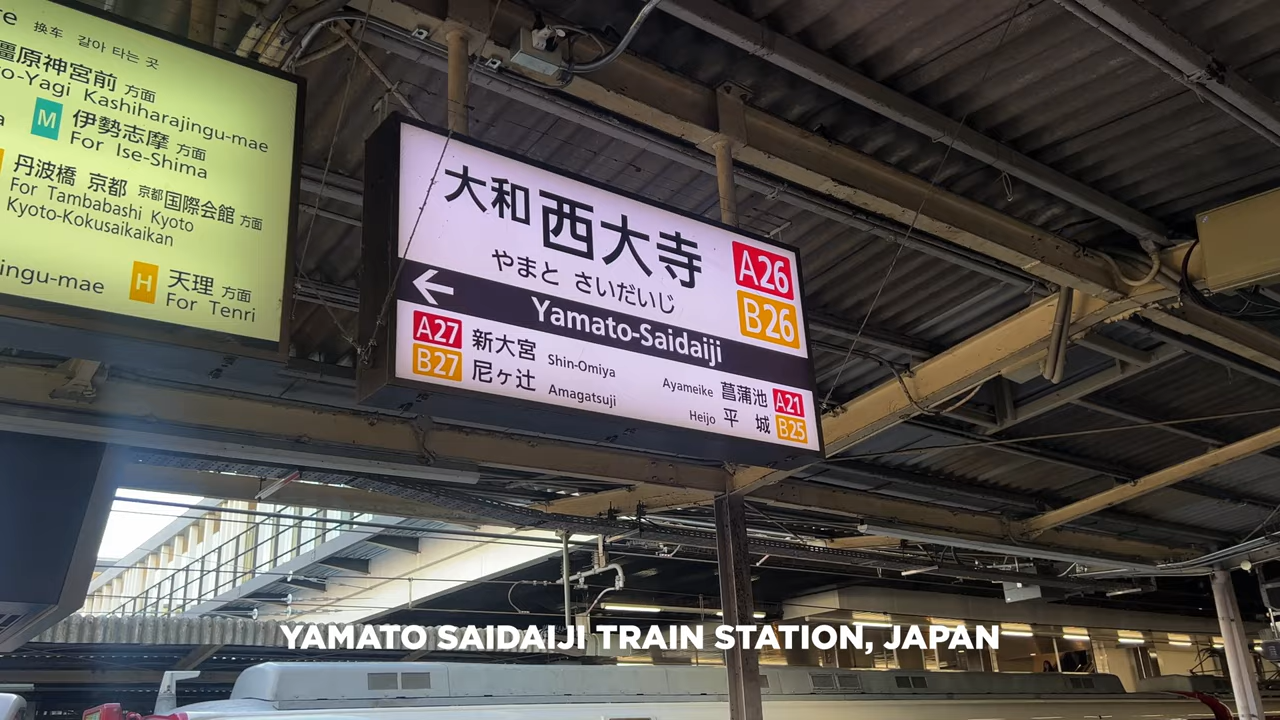 re 换车 갈아 타는 곳
橿原神宮前 方面
o-Yagi Kashiharajingu-mae
M 伊勢志摩 方面
For Ise-Shima
丹波橋 京都 京都国際会館 方面
For Tambabashi Kyoto
Kyoto-Kokusaikaikan
ingu-mae
H 天理 方面
For Tenri
大和西大寺
やまと さいだいじ
A26
B26
← Yamato-Saidaiji
A27 新大宮 Shin-Omiya
B27 尼ヶ辻 Amagatsuji
Ayameike 菖蒲池 A21
Heijo 平 城 B25
YAMATO SAIDAIJI TRAIN STATION, JAPAN